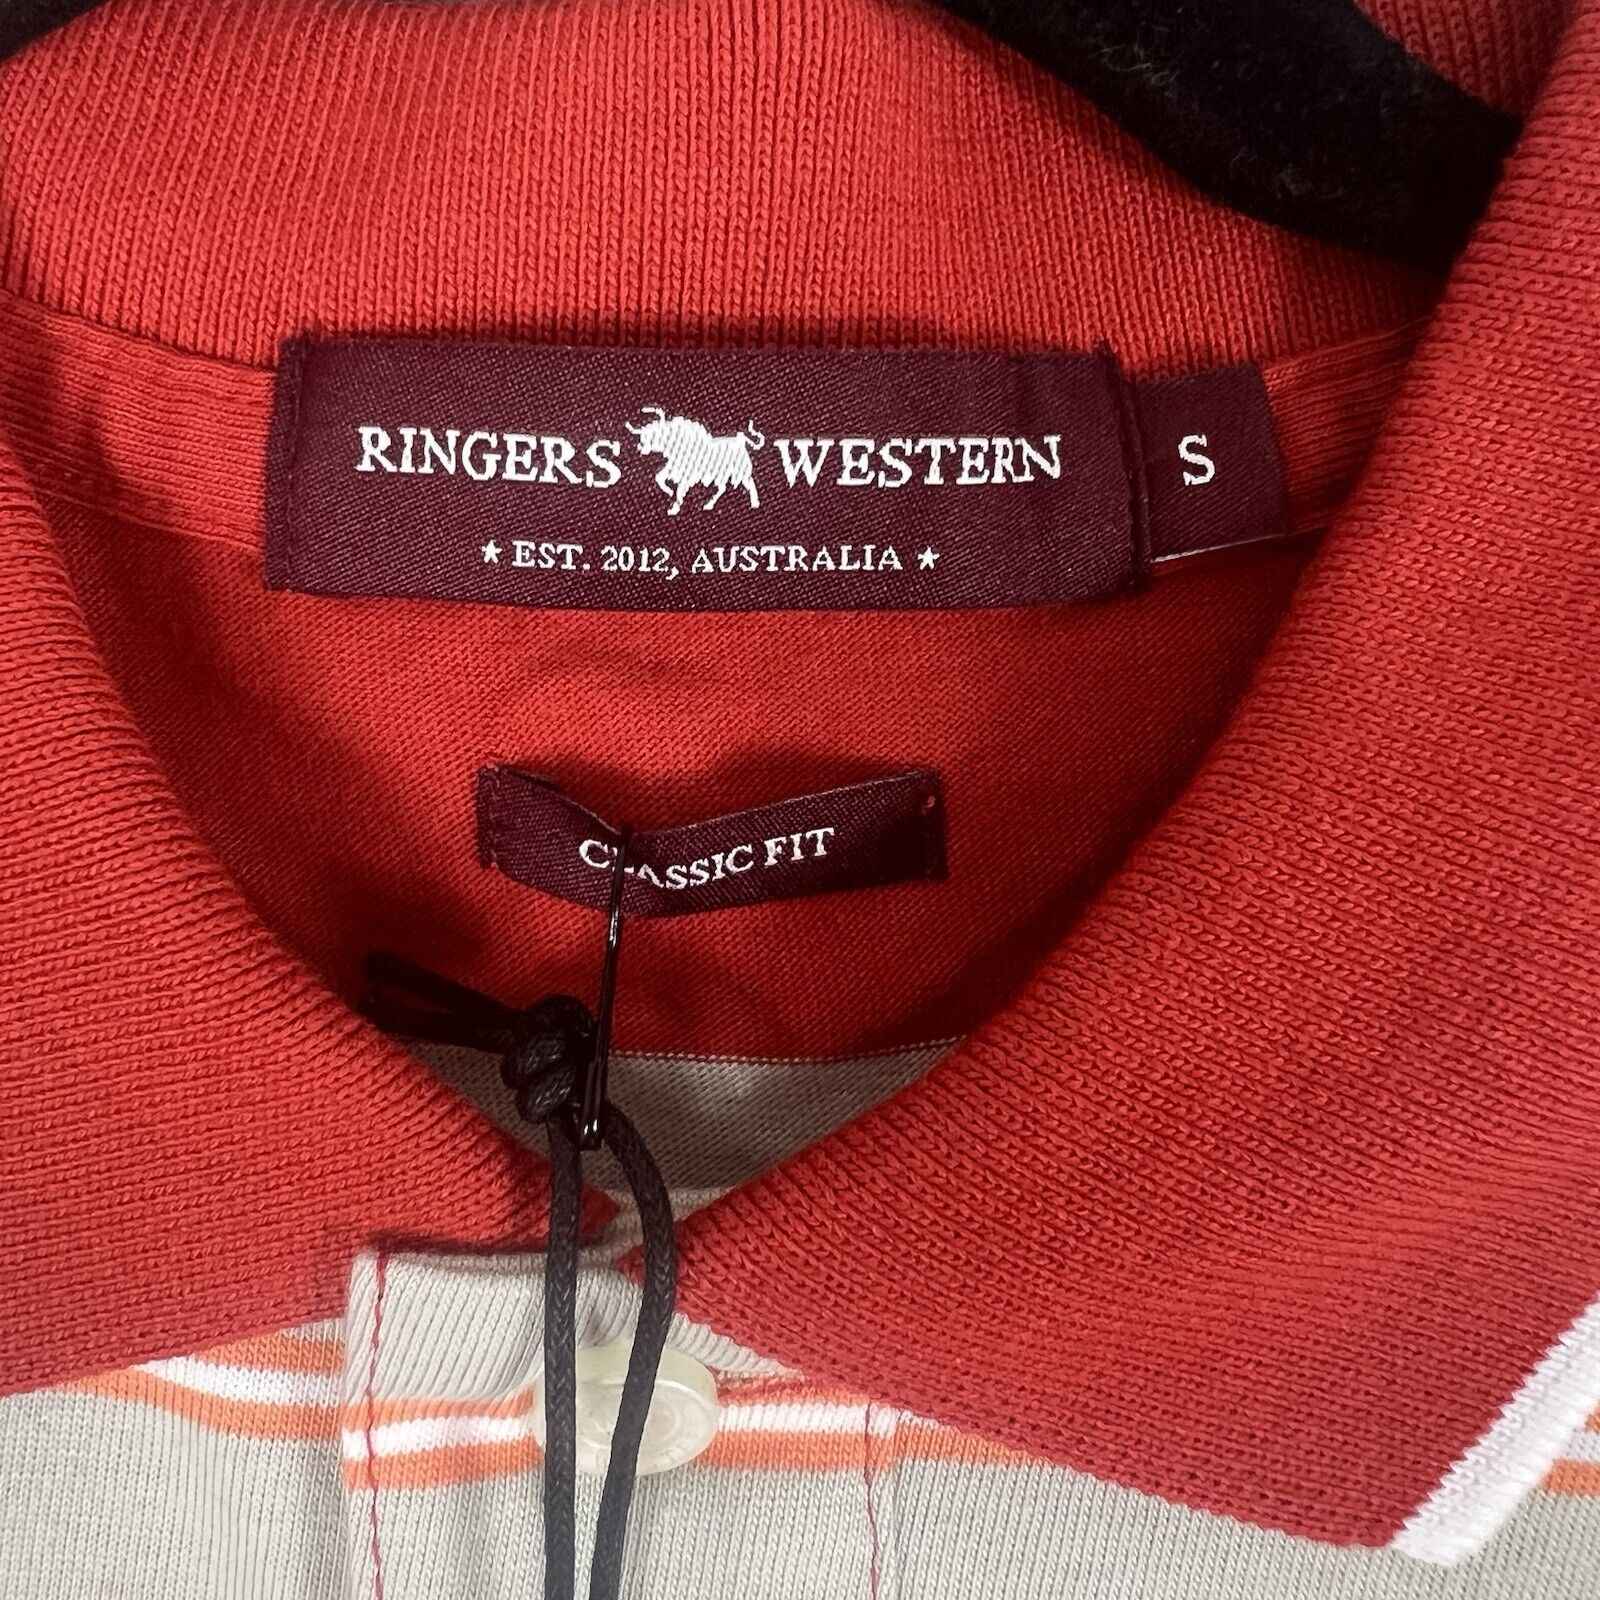 RINGERS WESTERN
S
★ EST. 2012, AUSTRALIA ★
CLASSIC FIT